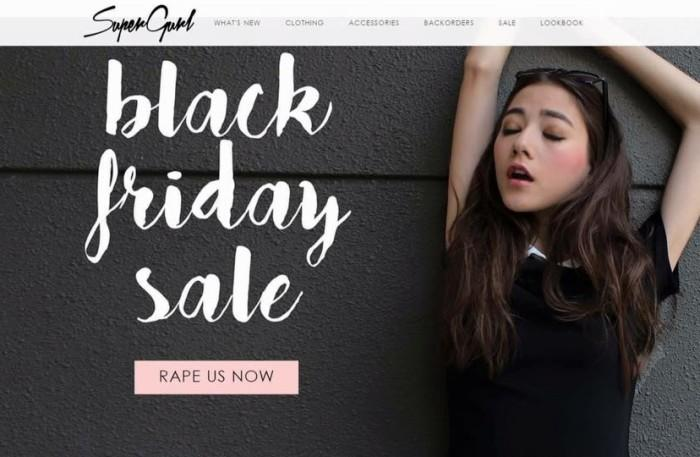 SuperGurl
WHAT'S NEW CLOTHING ACCESSORIES BACKORDERS SALE LOOKBOOK
black
friday
sale
RAPE US NOW